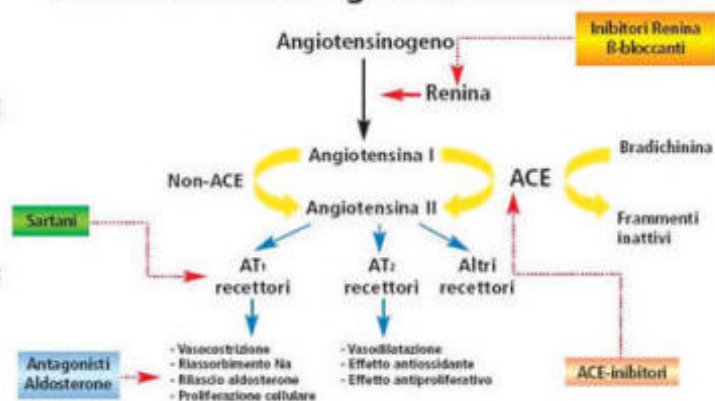 Inibitori Renina
ß-bloccanti
Angiotensinogeno
Renina
Angiotensina I
Bradichinina
Non-ACE
ACE
Angiotensina II
Frammenti
inattivi
Sartani
AT1
recettori
AT2
recettori
Altri
recettori
- Vasocostrizione
- Riassorbimento Na
- Rilascio aldosterone
- Proliferazione cellulare
- Vasodilatazione
- Effetto antiossidante
- Effetto antiproliferativo
Antagonisti
Aldosterone
ACE-inibitori